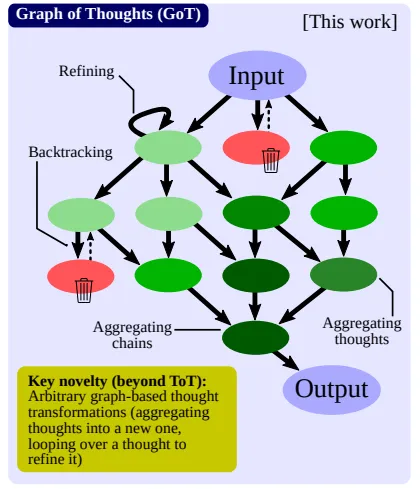 Graph of Thoughts (GoT)
[This work]
Refining
Input
Backtracking
Aggregating
chains
Aggregating
thoughts
Key novelty (beyond ToT):
Arbitrary graph-based thought
transformations (aggregating
thoughts into a new one,
looping over a thought to
refine it)
Output